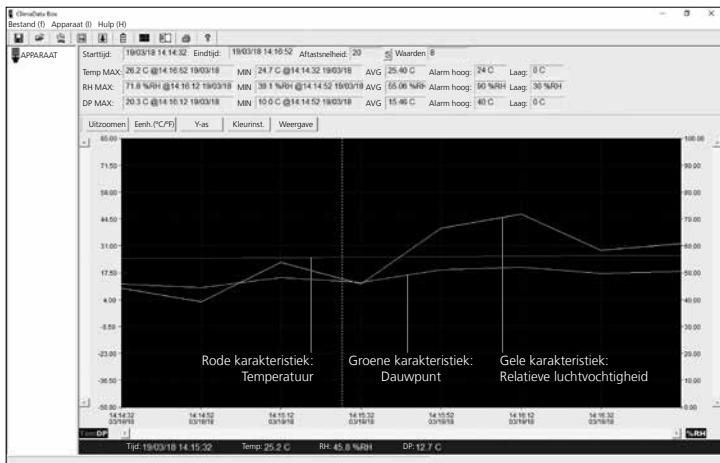 ClimaData Box
Bestand (f) Apparaat (I) Hulp (H)
APPARAAT
Starttijd: 19/03/18 14:14:32 Eindtijd: 19/03/18 14:16:52 Aftastsnelheid: 20 S Waarden 8
Temp MAX: 26.2 C @14:16:52 19/03/18 MIN 24.7 C @14:14:32 19/03/18 AVG 25.40 C Alarm hoog: 24 C Laag: 0 C
RH MAX: 71.8 %RH @14:16:12 19/03/18 MIN 39.1 %RH @14:14:52 19/03/18 AVG 55.06 %RH Alarm hoog: 90 %RH Laag: 30 %RH
DP MAX: 20.3 C @14:16:12 19/03/18 MIN 10.0 C @14:14:52 19/03/18 AVG 15.46 C Alarm hoog: 40 C Laag: 0 C
Uitzoomen Eenh.(°C/°F) Y-as Kleurinst. Weergave
85.00 100.00
71.50 90.00
58.00 80.00
44.50 70.00
31.00 60.00
17.50 50.00
4.00 40.00
-9.50 30.00
-23.00 20.00
-36.50 10.00
-50.00 0.00
Rode karakteristiek: Groene karakteristiek: Gele karakteristiek:
Temperatuur Dauwpunt Relatieve luchtvochtigheid
14:14:32 14:14:52 14:15:12 14:15:32 14:15:52 14:16:12 14:16:32
03/19/18 03/19/18 03/19/18 03/19/18 03/19/18 03/19/18 03/19/18
Tem DP %RH
Tijd: 19/03/18 14:15:32 Temp: 25.2 C RH: 45.8 %RH DP: 12.7 C